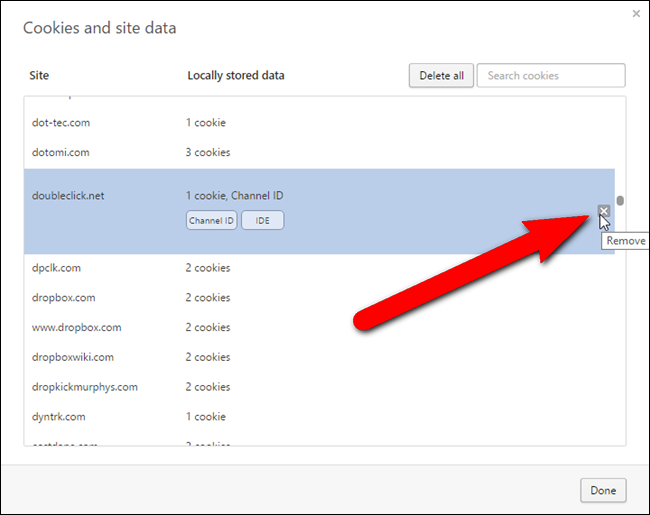 Cookies and site data
Site Locally stored data Delete all Search cookies
dot-tec.com 1 cookie
dotomi.com 3 cookies
doubleclick.net 1 cookie, Channel ID
Channel ID IDE
Remove
dpclk.com 2 cookies
dropbox.com 2 cookies
www.dropbox.com 2 cookies
dropboxwiki.com 2 cookies
dropkickmurphys.com 2 cookies
dyntrk.com 1 cookie
Done